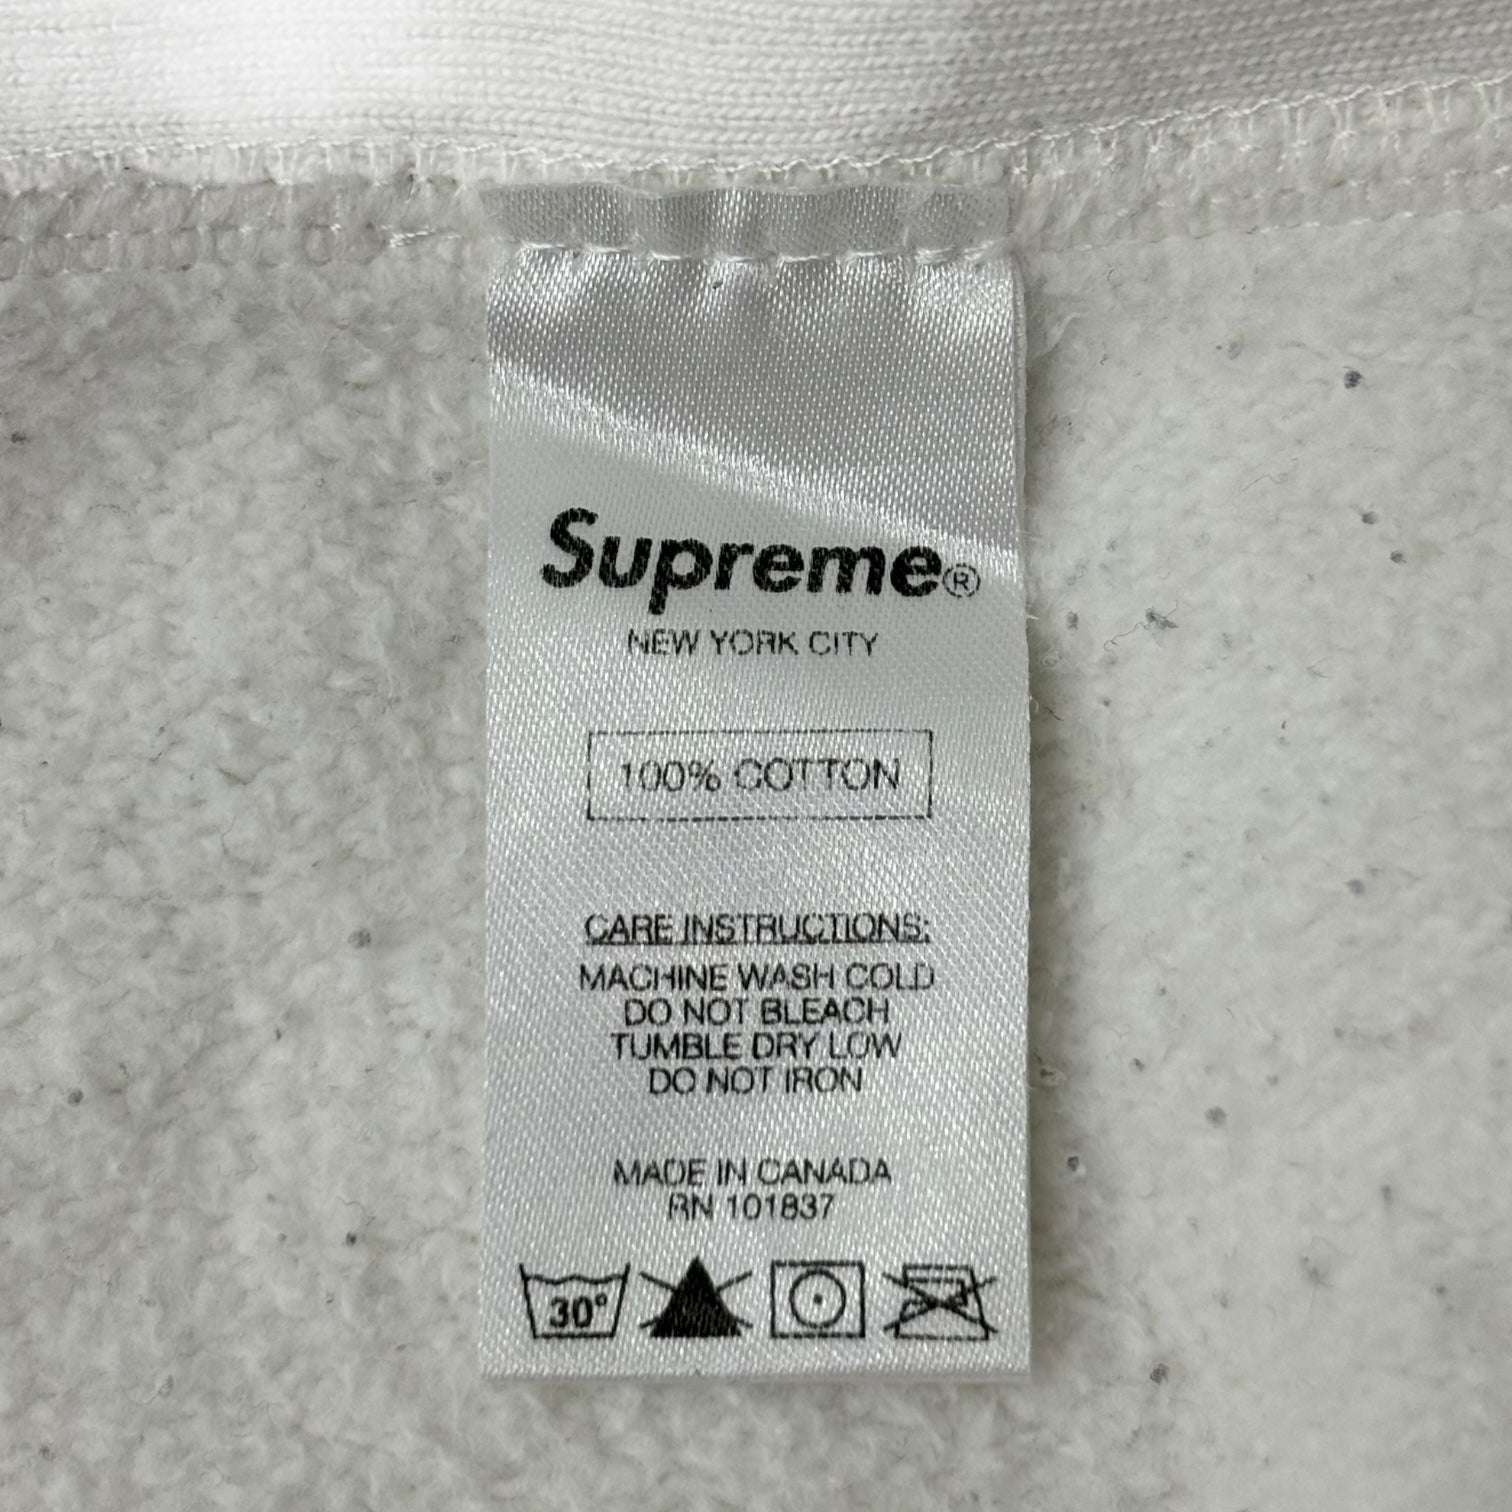 Supreme®
NEW YORK CITY
100% COTTON
CARE INSTRUCTIONS:
MACHINE WASH COLD
DO NOT BLEACH
TUMBLE DRY LOW
DO NOT IRON
MADE IN CANADA
RN 101837
30°